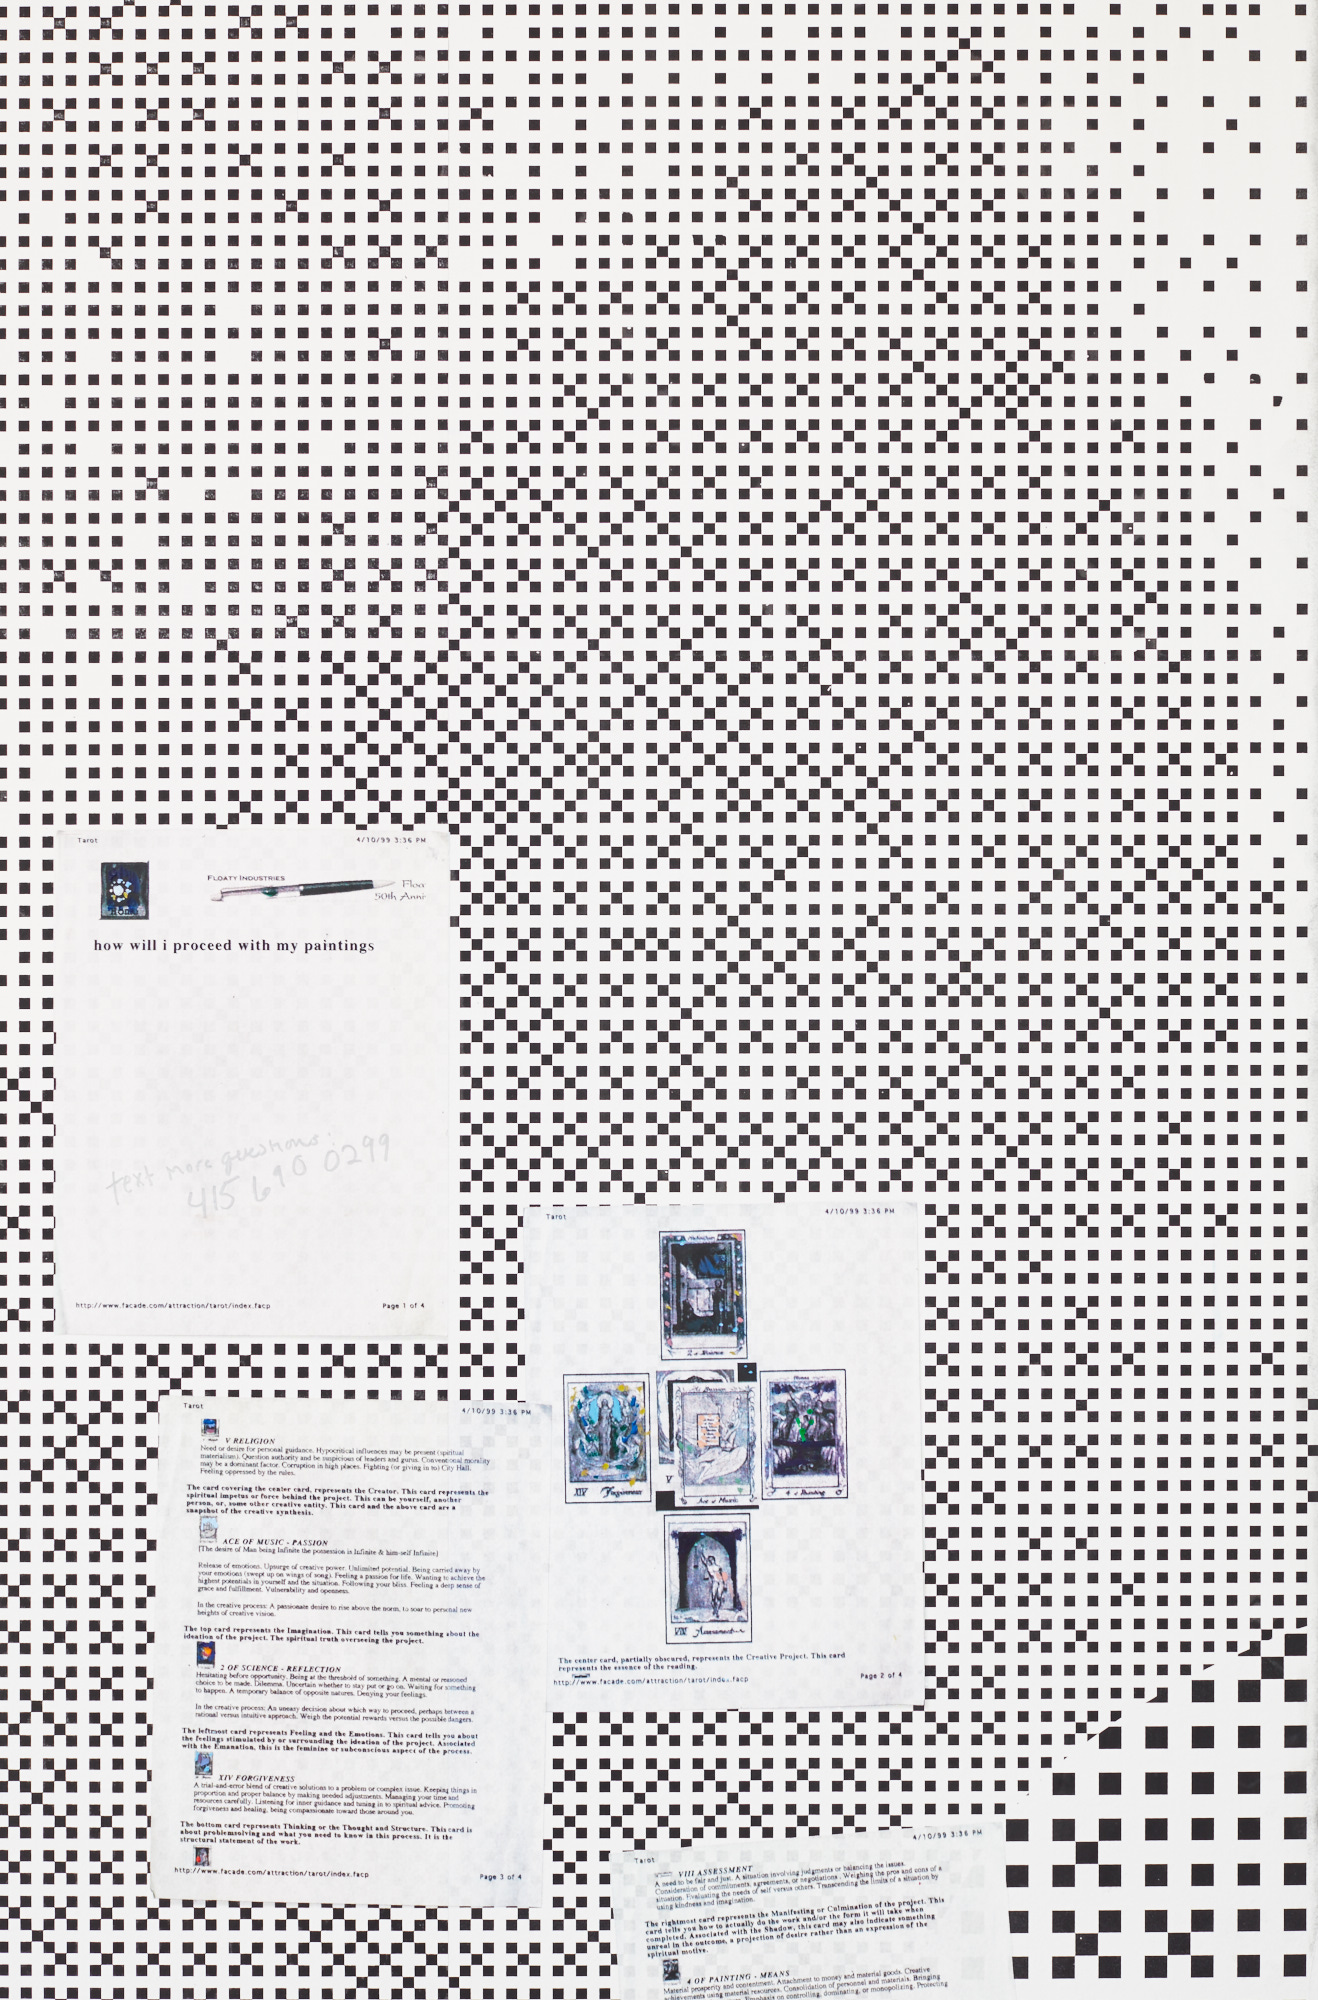 Tarot
4/10/99 3:36 PM
FLOATY INDUSTRIES
50th Anni
how will i proceed with my paintings
text more questions:
415 690 0299
http://www.facade.com/attraction/tarot/index.facp
Page 1 of 4
Tarot
4/10/99 3:36 PM
2 of Science
XIV Forgiveness
V
Ace of Music
4 of Painting
VIII Assessment
The center card, partially obscured, represents the Creative Project. This card
represents the essence of the reading.
http://www.facade.com/attraction/tarot/index.facp
Page 2 of 4
Tarot
4/10/99 3:36 PM
V RELIGION
Need or desire for personal guidance. Hypocritical influences may be present (spiritual
materialism). Question authority and be suspicious of leaders and gurus. Conventional morality
may be a dominant factor. Corruption in high places. Fighting (or giving in to) City Hall.
Feeling oppressed by the rules.
The card covering the center card, represents the Creator. This card represents the
spiritual impetus or force behind the project. This can be yourself, another
person, or, some other creative entity. This card and the above card are a
snapshot of the creative synthesis.
ACE OF MUSIC - PASSION
[The desire of Man being Infinite the possession is Infinite & him-self Infinite]
Release of emotions. Upsurge of creative power. Unlimited potential. Being carried away by
your emotions (swept up on wings of song). Feeling a passion for life. Wanting to achieve the
highest potentials in yourself and the situation. Following your bliss. Feeling a deep sense of
grace and fulfillment. Vulnerability and openness.
In the creative process: A passionate desire to rise above the norm, to soar to personal new
heights of creative vision.
The top card represents the Imagination. This card tells you something about the
ideation of the project. The spiritual truth overseeing the project.
2 OF SCIENCE - REFLECTION
Hesitating before opportunity. Being at the threshold of something. A mental or reasoned
choice to be made. Dilemma. Uncertain whether to stay put or go on. Waiting for something
to happen. A temporary balance of opposite natures. Denying your feelings.
In the creative process: An uneasy decision about which way to proceed, perhaps between a
rational versus intuitive approach. Weigh the potential rewards versus the possible dangers.
The leftmost card represents Feeling and the Emotions. This card tells you about
the feelings stimulated by or surrounding the ideation of the project. Associated
with the Emanation, this is the feminine or subconscious aspect of the process.
XIV FORGIVENESS
A trial-and-error blend of creative solutions to a problem or complex issue. Keeping things in
proportion and proper balance by making needed adjustments. Managing your time and
resources carefully. Listening for inner guidance and tuning in to spiritual advice. Promoting
forgiveness and healing, being compassionate toward those around you.
The bottom card represents Thinking or the Thought and Structure. This card is
about problemsolving and what you need to know in this process. It is the
structural statement of the work.
http://www.facade.com/attraction/tarot/index.facp
Page 3 of 4
Tarot
4/10/99 3:36 PM
VIII ASSESSMENT
A need to be fair and just. A situation involving judgments or balancing the issues.
Consideration of commitments, agreements, or negotiations. Weighing the pros and cons of a
situation. Evaluating the needs of self versus others. Transcending the limits of a situation by
using kindness and imagination.
The rightmost card represents the Manifesting or Culmination of the project. This
card tells you how to actually do the work and/or the form it will take when
completed. Associated with the Shadow, this card may also indicate something
unreal in the outcome, a projection of desire rather than an expression of the
spiritual motive.
4 OF PAINTING - MEANS
Material prosperity and contentment. Attachment to money and material goods. Creative
achievements using material resources. Consolidation of personnel and materials. Bringing
Emphasis on controlling, dominating, or monopolizing. Protecting